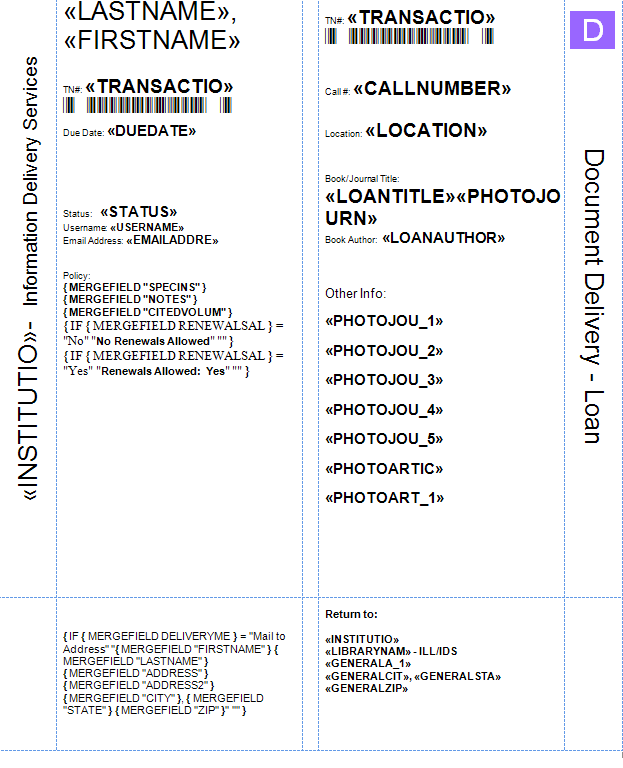 «INSTITUTIO»- Information Delivery Services
«LASTNAME»,
«FIRSTNAME»
TN#: «TRANSACTIO»
Due Date: «DUEDATE»
Status: «STATUS»
Username: «USERNAME»
Email Address: «EMAILADDRE»
Policy:
{ MERGEFIELD "SPECINS" }
{ MERGEFIELD "NOTES" }
{ MERGEFIELD "CITEDVOLUM" }
{ IF { MERGEFIELD RENEWALSAL } =
"No" "No Renewals Allowed" "" }
{ IF { MERGEFIELD RENEWALSAL } =
"Yes" "Renewals Allowed: Yes" "" }
TN#: «TRANSACTIO»
Call #: «CALLNUMBER»
Location: «LOCATION»
Book/Journal Title:
«LOANTITLE»«PHOTOJO
URN»
Book Author: «LOANAUTHOR»
Other Info:
«PHOTOJOU_1»
«PHOTOJOU_2»
«PHOTOJOU_3»
«PHOTOJOU_4»
«PHOTOJOU_5»
«PHOTOARTIC»
«PHOTOART_1»
D
Document Delivery - Loan
{ IF { MERGEFIELD DELIVERYME } = "Mail to
Address" "{ MERGEFIELD "FIRSTNAME" } {
MERGEFIELD "LASTNAME" }
{ MERGEFIELD "ADDRESS" }
{ MERGEFIELD "ADDRESS2" }
{ MERGEFIELD "CITY" }, { MERGEFIELD
"STATE" } { MERGEFIELD "ZIP" }" "" }
Return to:
«INSTITUTIO»
«LIBRARYNAM» - ILL/IDS
«GENERALA_1»
«GENERALCIT», «GENERALSTA»
«GENERALZIP»